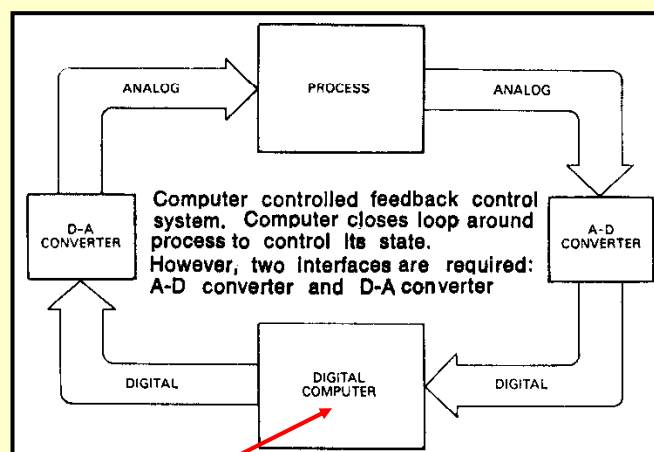 ANALOG
PROCESS
ANALOG
D-A
CONVERTER
Computer controlled feedback control
system. Computer closes loop around
process to control its state.
However, two interfaces are required:
A-D converter and D-A converter
A-D
CONVERTER
DIGITAL
DIGITAL
COMPUTER
DIGITAL